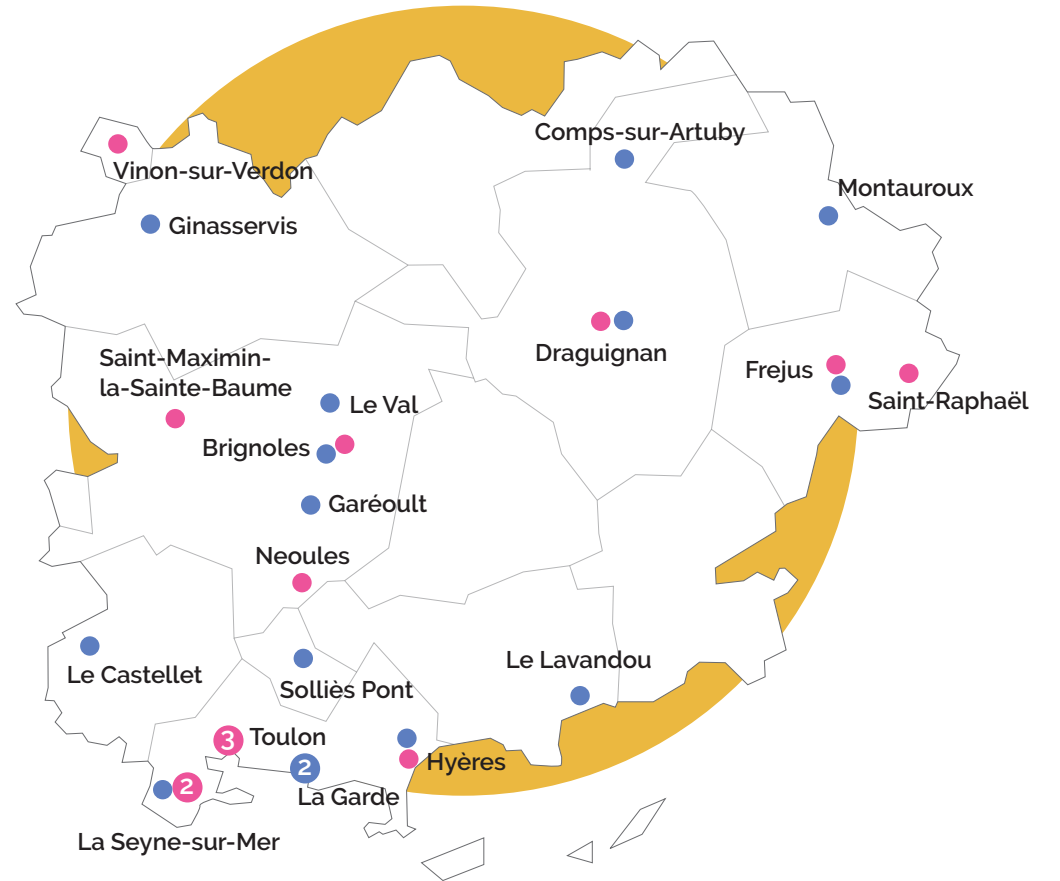 Comps-sur-Artuby
Vinon-sur-Verdon
Montauroux
Ginasservis
Saint-Maximin-
la-Sainte-Baume
Draguignan
Frejus
Saint-Raphaël
Le Val
Brignoles
Garéoult
Neoules
Le Castellet
Le Lavandou
Solliès Pont
3
Toulon
2
Hyères
2
La Garde
La Seyne-sur-Mer